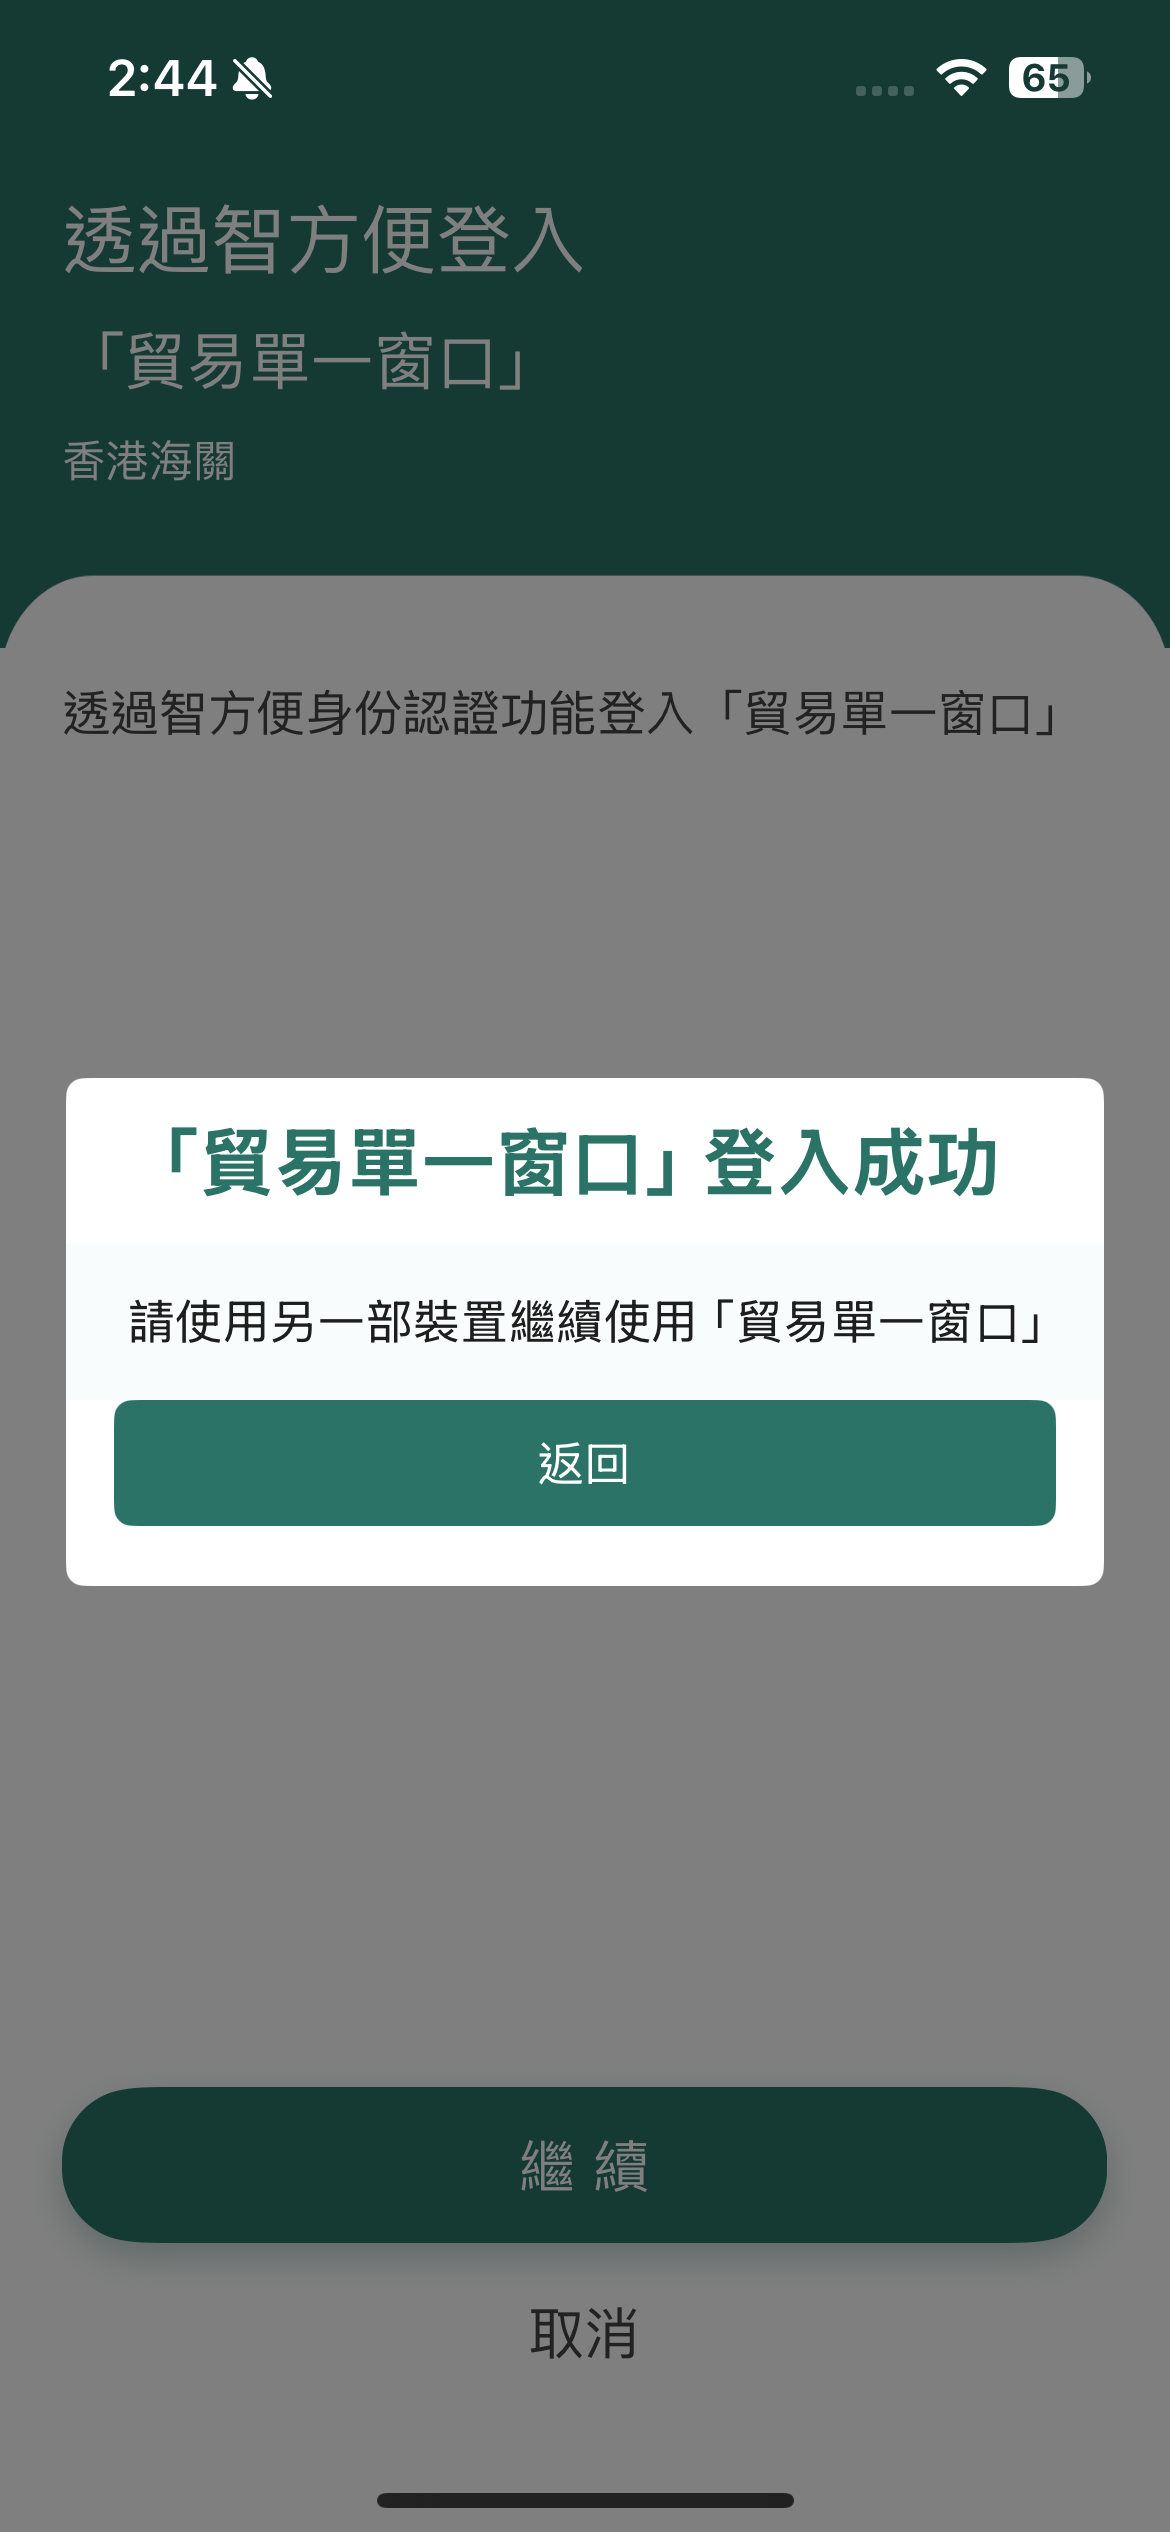 2:44
65
透過智方便登入
「貿易單一窗口」
香港海關
透過智方便身份認證功能登入「貿易單一窗口」
「貿易單一窗口」登入成功
請使用另一部裝置繼續使用「貿易單一窗口」
返回
繼 續
取消